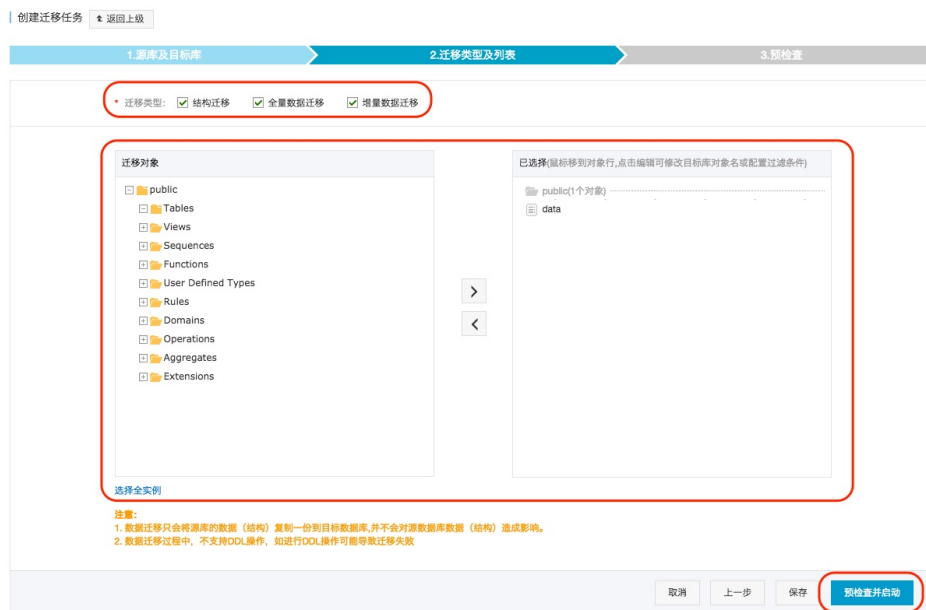 创建迁移任务 返回上级
1.源库及目标库 2.迁移类型及列表 3.预检查
* 迁移类型: 结构迁移 全量数据迁移 增量数据迁移
迁移对象
public
Tables
Views
Sequences
Functions
User Defined Types
Rules
Domains
Operations
Aggregates
Extensions
已选择(鼠标移到对象行,点击编辑可修改目标库对象名或配置过滤条件)
public(1个对象)
data
选择全实例
注意:
1. 数据迁移只会将源库的数据（结构）复制一份到目标数据库,并不会对源数据库数据（结构）造成影响。
2. 数据迁移过程中，不支持DDL操作，如进行DDL操作可能导致迁移失败
取消 上一步 保存 预检查并启动